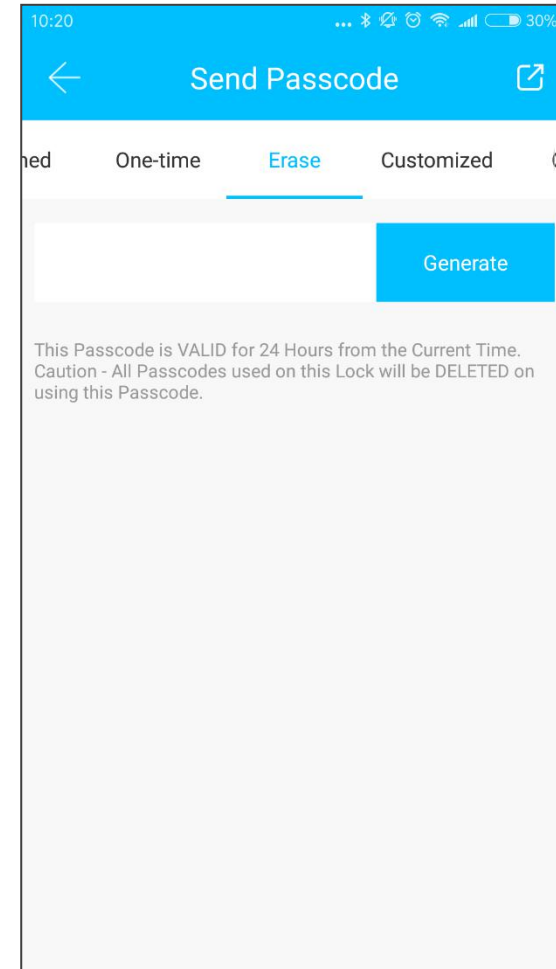 10:20
30%
Send Passcode
One-time
Erase
Customized
Generate
This Passcode is VALID for 24 Hours from the Current Time.
Caution - All Passcodes used on this Lock will be DELETED on
using this Passcode.